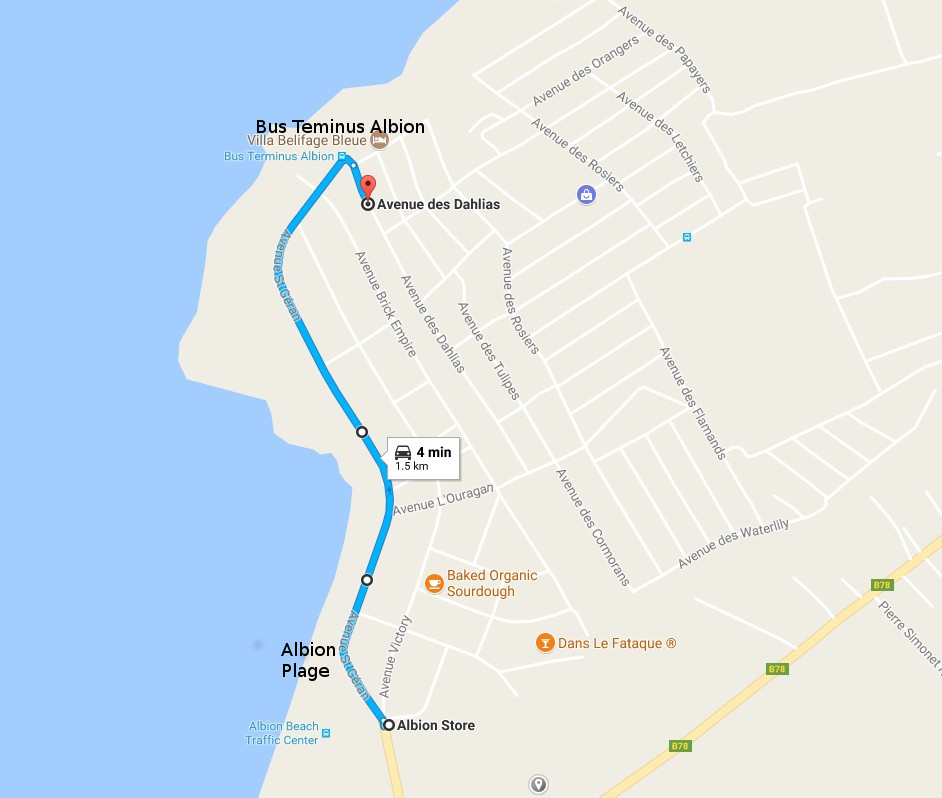 Avenue des Papayers
Avenue des Orangers
Avenue des Letchiers
Bus Teminus Albion
Villa Belifage Bleue
Bus Terminus Albion
Avenue des Rosiers
Avenue des Dahlias
Avenue St Géran
Avenue Brick Empire
Avenue des Dahlias
Avenue des Tulipes
Avenue des Rosiers
Avenue des Flamands
4 min
1.5 km
Avenue L'Ouragan
Avenue des Cormorans
Avenue des Waterlily
Baked Organic
Sourdough
B78
Pierre Simonet
Avenue St Géran
Avenue Victory
Albion
Plage
Dans Le Fataque ®
B78
Albion Store
Albion Beach
Traffic Center
B78